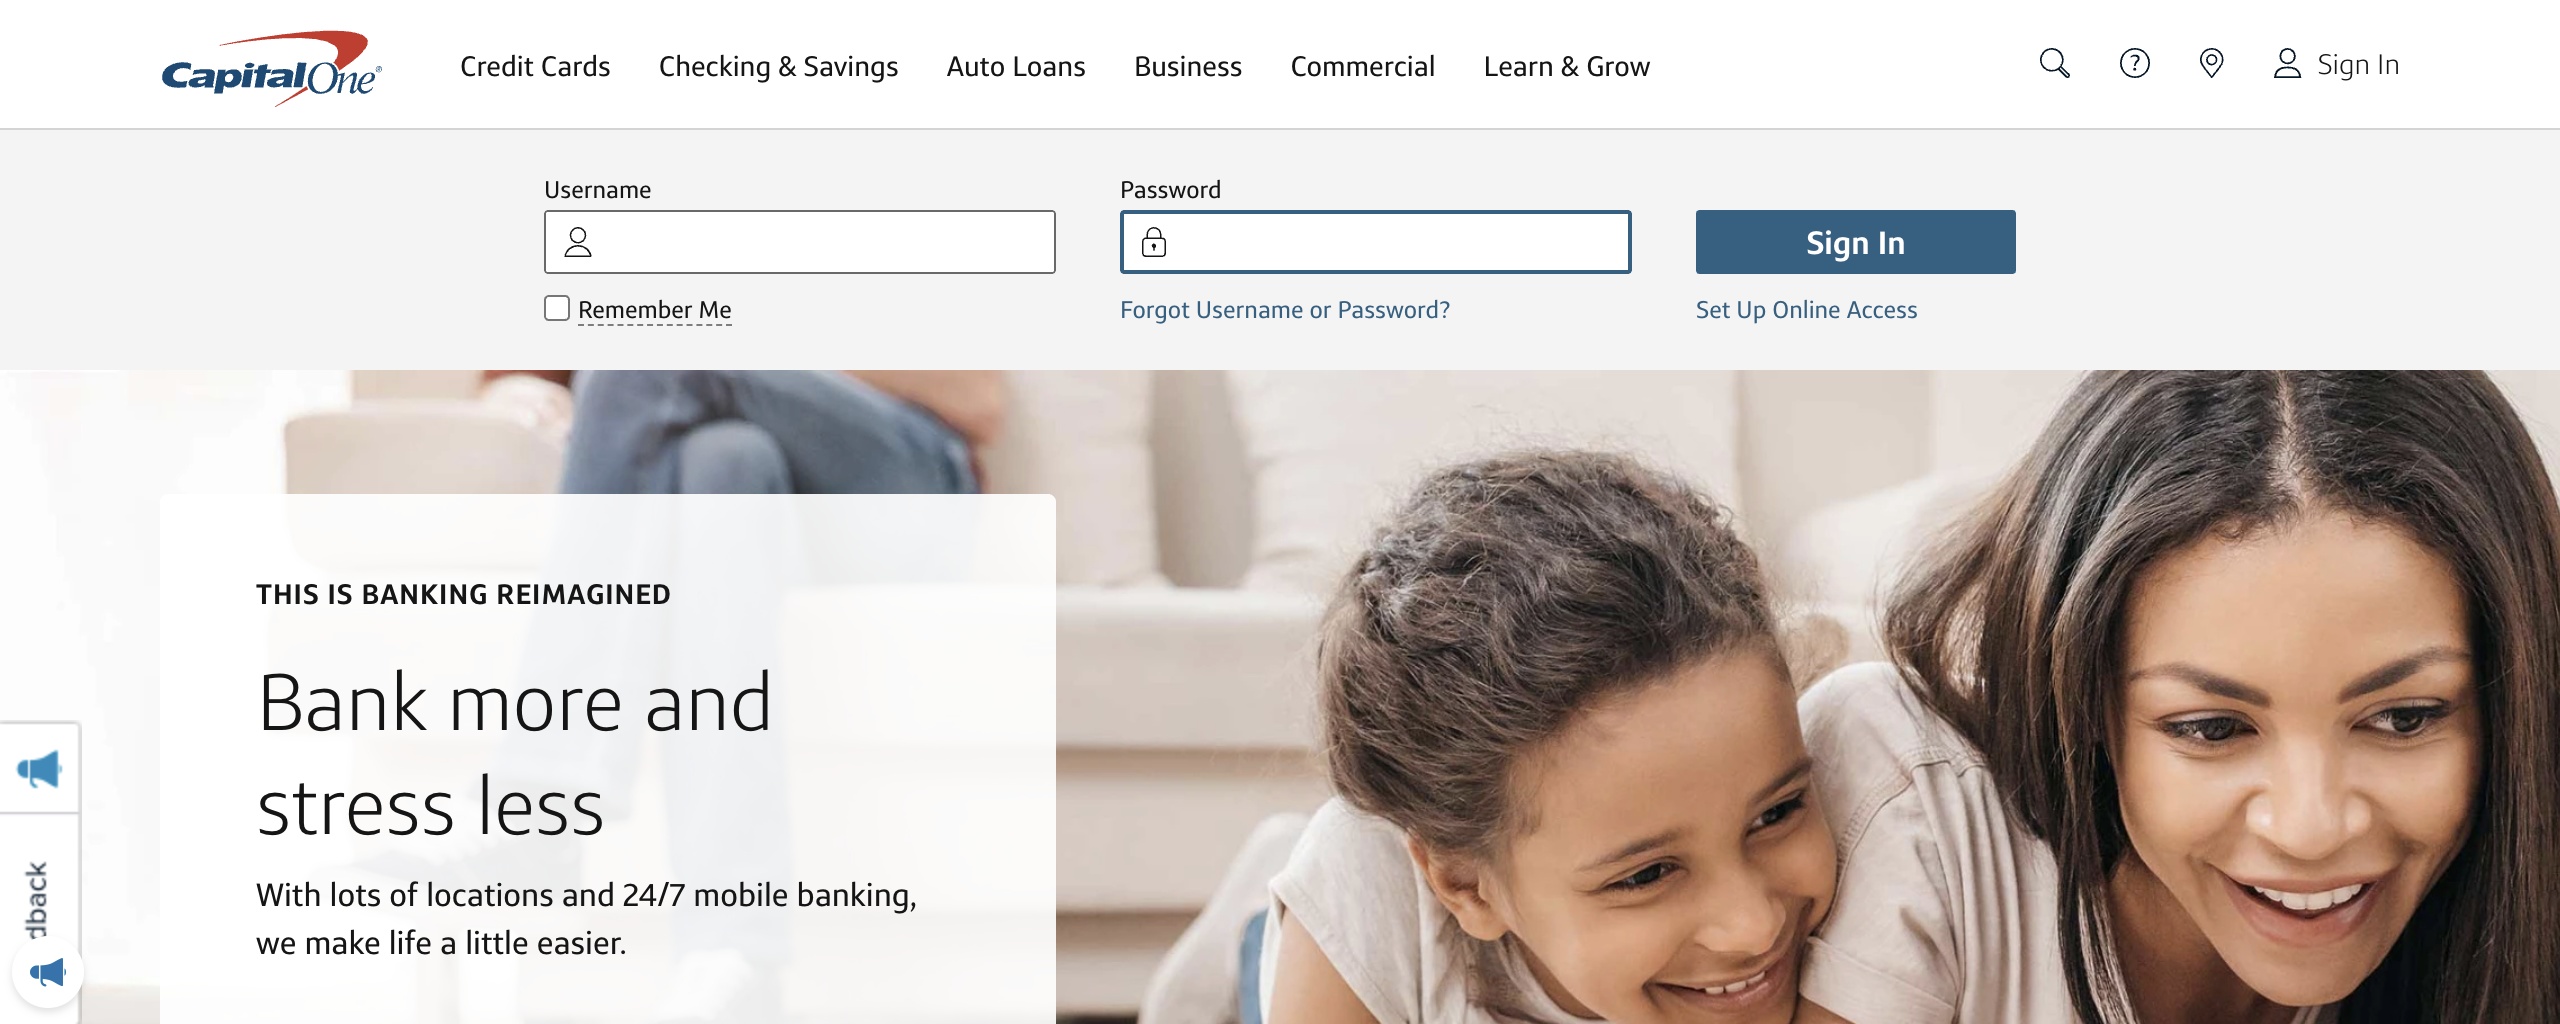 CapitalOne®
Credit Cards Checking & Savings Auto Loans Business Commercial Learn & Grow
? Sign In
Username
Password
Sign In
Remember Me
Forgot Username or Password?
Set Up Online Access
THIS IS BANKING REIMAGINED
Bank more and
stress less
With lots of locations and 24/7 mobile banking,
we make life a little easier.
dback